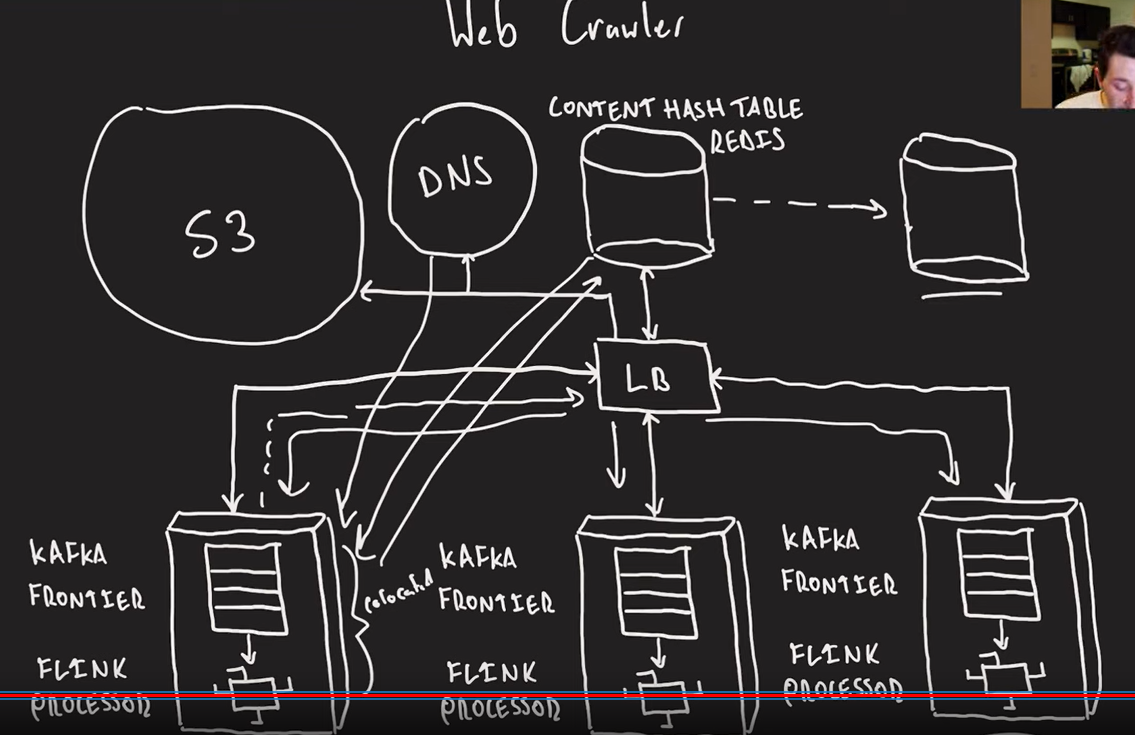 Web Crawler
CONTENT HASH TABLE
REDIS
DNS
S3
LB
KAFKA
FRONTIER
FLINK
PROCESSOR
colocated
KAFKA
FRONTIER
FLINK
PROCESSOR
KAFKA
FRONTIER
FLINK
PROCESSOR